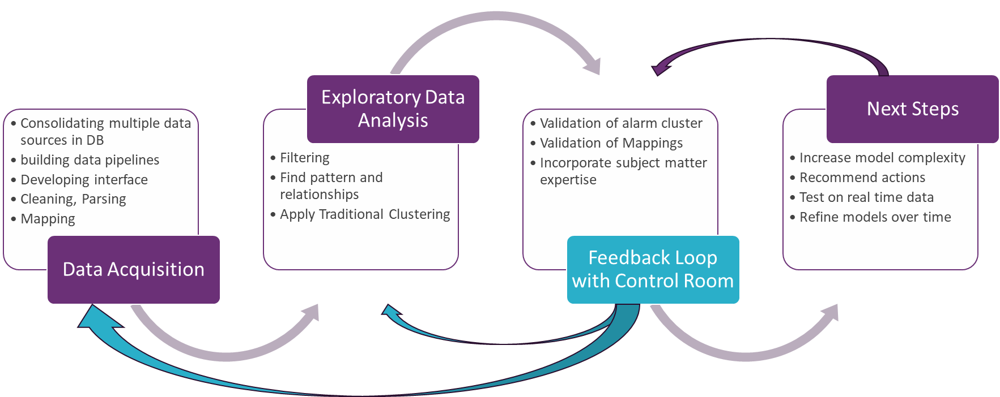 • Consolidating multiple data
sources in DB
• building data pipelines
• Developing interface
• Cleaning, Parsing
• Mapping
Data Acquisition
Exploratory Data
Analysis
• Filtering
• Find pattern and
relationships
• Apply Traditional Clustering
• Validation of alarm cluster
• Validation of Mappings
• Incorporate subject matter
expertise
Feedback Loop
with Control Room
Next Steps
• Increase model complexity
• Recommend actions
• Test on real time data
• Refine models over time